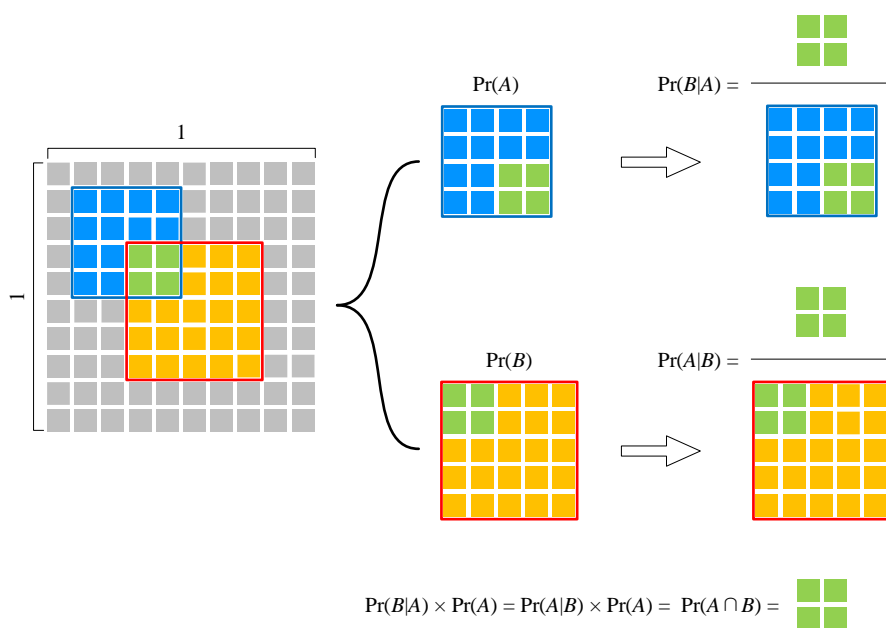 1
1
Pr(A)
Pr(B|A) =
Pr(B)
Pr(A|B) =
Pr(B|A) × Pr(A) = Pr(A|B) × Pr(A) = Pr(A ∩ B) =